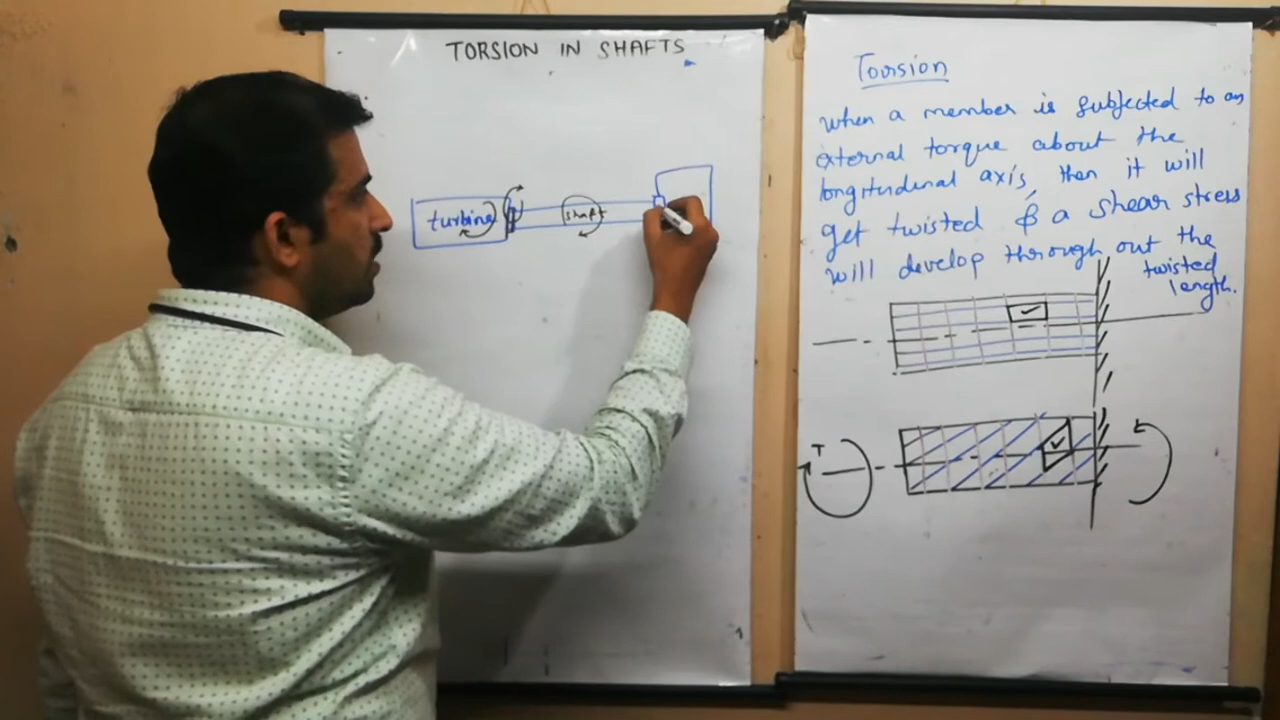 TORSION IN SHAFTS
turbine
shaft
Torsion
when a member is subjected to an
external torque about the
longitudinal axis, then it will
get twisted & a shear stress
will develop through out the
twisted
length.
T